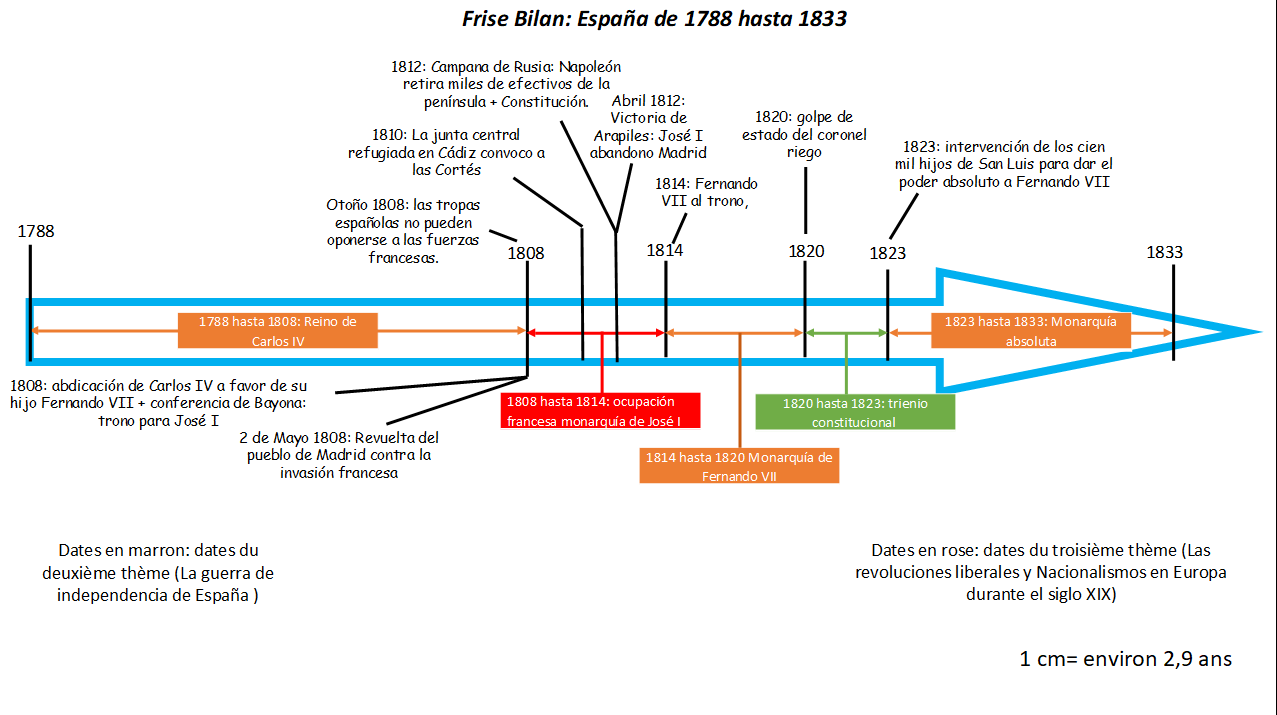 Frise Bilan: España de 1788 hasta 1833
1812: Campana de Rusia: Napoleón
retira miles de efectivos de la
península + Constitución.
Abril 1812:
Victoria de
Arapiles: José I
abandono Madrid
1810: La junta central
refugiada en Cádiz convoco a
las Cortés
1820: golpe de
estado del coronel
riego
1823: intervención de los cien
mil hijos de San Luis para dar el
poder absoluto a Fernando VII
1814: Fernando
VII al trono,
Otoño 1808: las tropas
españolas no pueden
oponerse a las fuerzas
francesas.
1788
1808
1814
1820
1823
1833
1788 hasta 1808: Reino de
Carlos IV
1823 hasta 1833: Monarquía
absoluta
1808: abdicación de Carlos IV a favor de su
hijo Fernando VII + conferencia de Bayona:
trono para José I
1808 hasta 1814: ocupación
francesa monarquía de José I
1820 hasta 1823: trienio
constitucional
2 de Mayo 1808: Revuelta del
pueblo de Madrid contra la
invasión francesa
1814 hasta 1820 Monarquía de
Fernando VII
Dates en marron: dates du
deuxième thème (La guerra de
independencia de España )
Dates en rose: dates du troisième thème (Las
revoluciones liberales y Nacionalismos en Europa
durante el siglo XIX)
1 cm= environ 2,9 ans